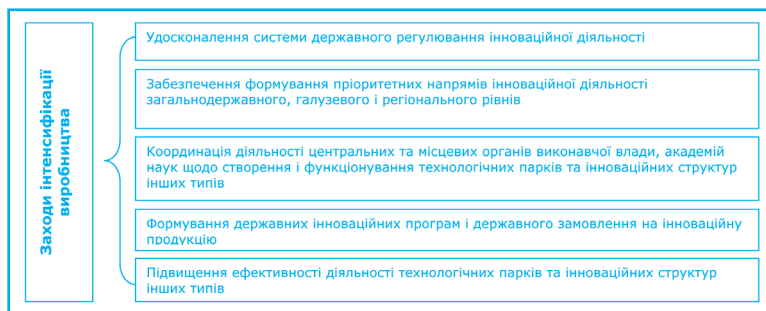 Заходи інтенсифікації
виробництва
Удосконалення системи державного регулювання інноваційної діяльності
Забезпечення формування пріоритетних напрямів інноваційної діяльності
загальнодержавного, галузевого і регіонального рівнів
Координація діяльності центральних та місцевих органів виконавчої влади, академій
наук щодо створення і функціонування технологічних парків та інноваційних структур
інших типів
Формування державних інноваційних програм і державного замовлення на інноваційну
продукцію
Підвищення ефективності діяльності технологічних парків та інноваційних структур
інших типів